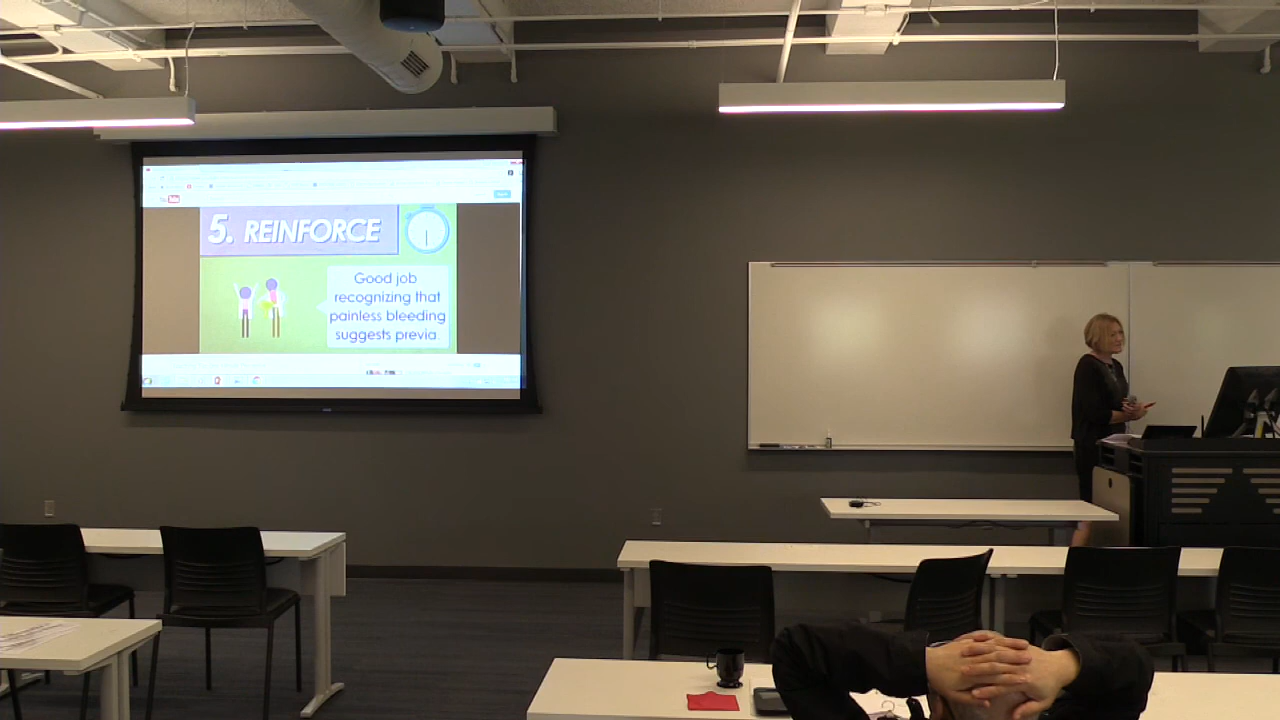 5. REINFORCE
Good job
recognizing that
painless bleeding
suggests previa.